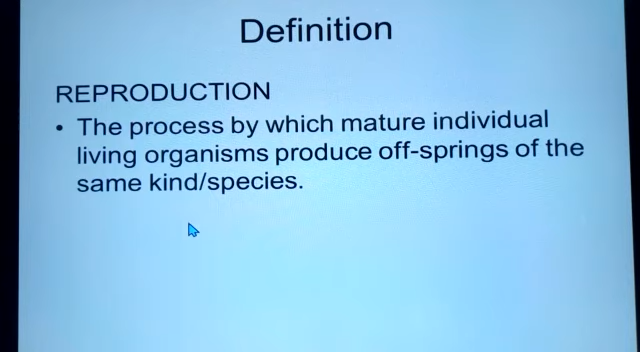 Definition
REPRODUCTION
• The process by which mature individual
living organisms produce off-springs of the
same kind/species.